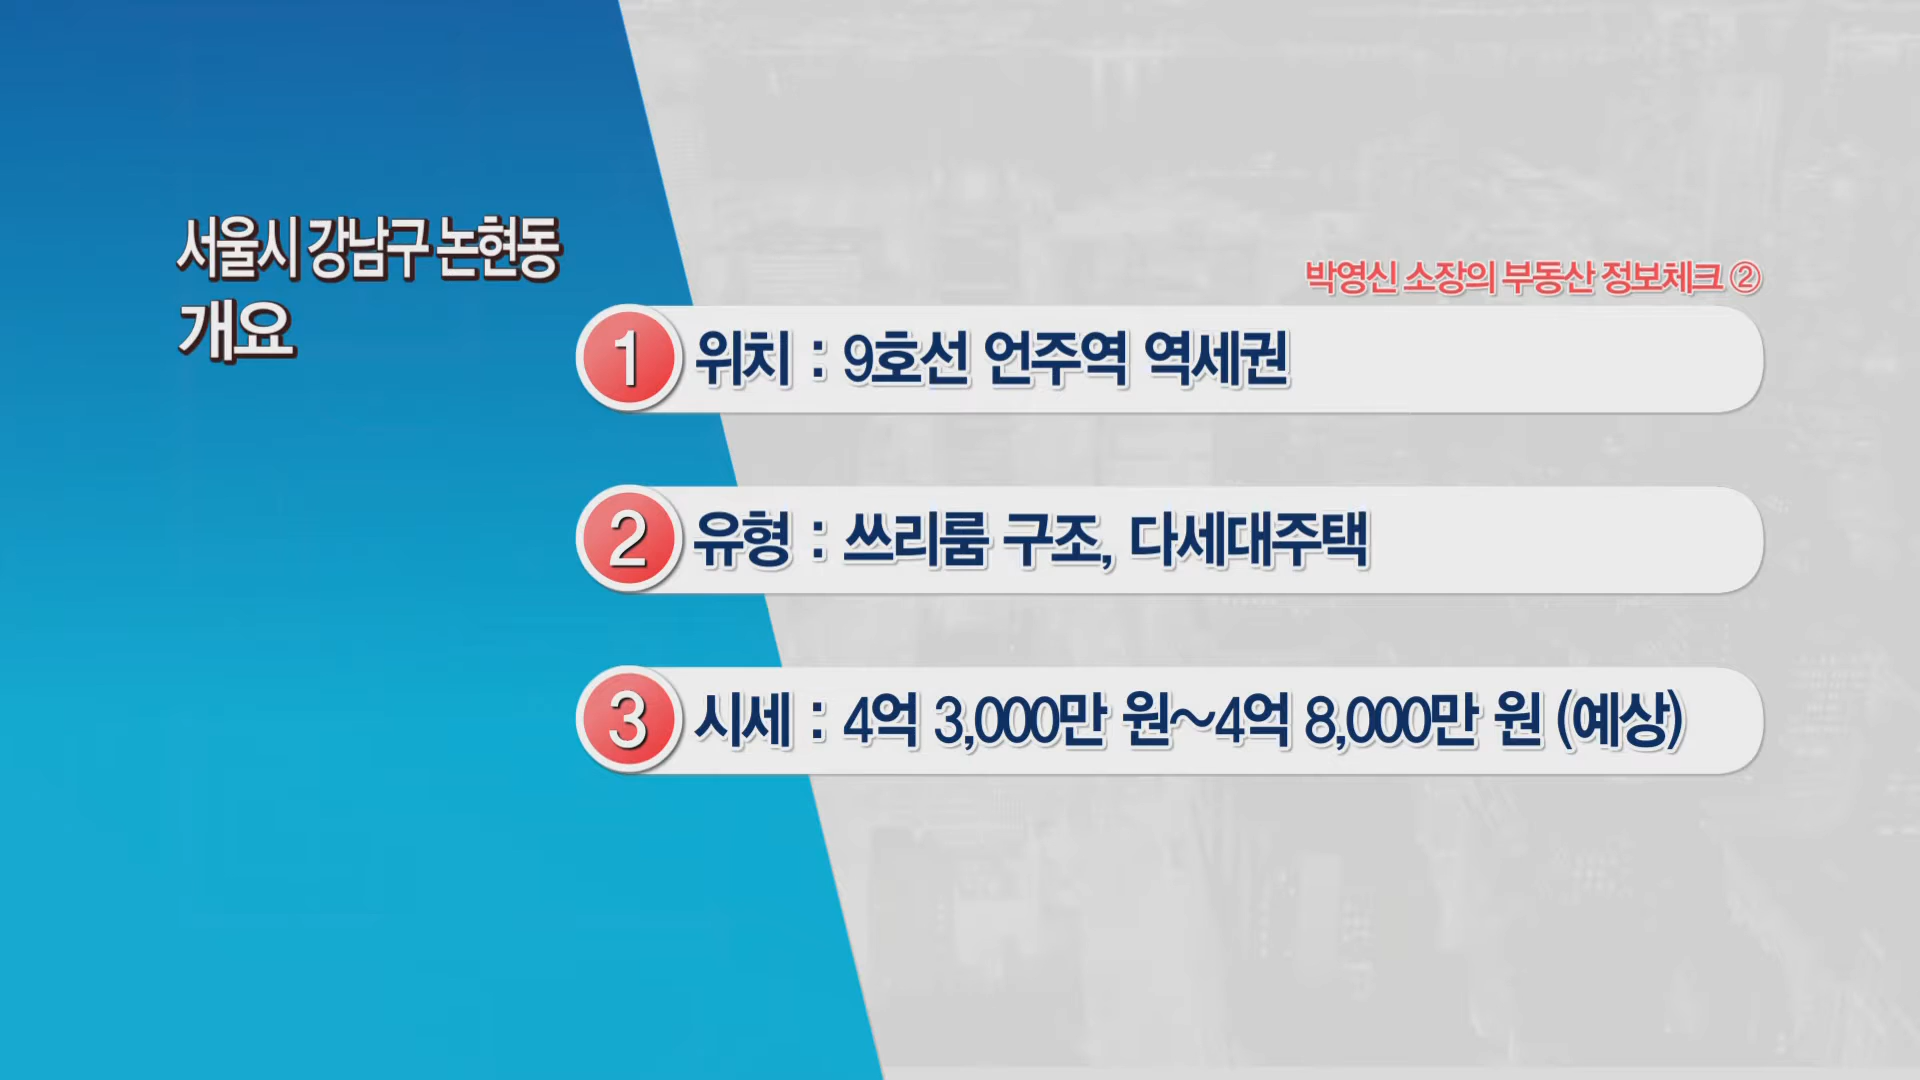 서울시 강남구 논현동
개요
박영신 소장의 부동산 정보체크 ②
1 위치 : 9호선 언주역 역세권
2 유형 : 쓰리룸 구조, 다세대주택
3 시세 : 4억 3,000만 원~4억 8,000만 원 (예상)